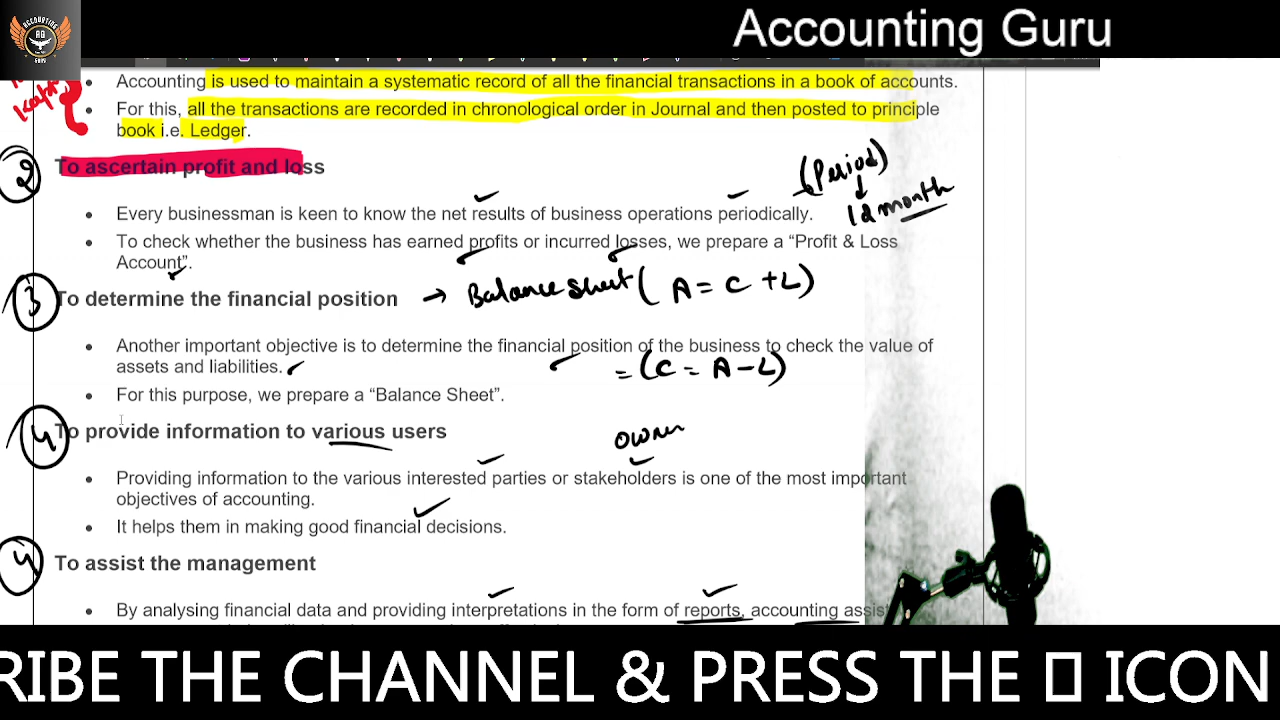 Accounting Guru
ACCOUNTING
AG
Accounting is used to maintain a systematic record of all the financial transactions in a book of accounts.
For this, all the transactions are recorded in chronological order in Journal and then posted to principle
book i.e. Ledger.
2 To ascertain profit and loss
(Period)
12 month
Every businessman is keen to know the net results of business operations periodically.
To check whether the business has earned profits or incurred losses, we prepare a “Profit & Loss
Account”.
3 To determine the financial position → Balance sheet ( A = C + L)
Another important objective is to determine the financial position of the business to check the value of
assets and liabilities.
= (C = A - L)
For this purpose, we prepare a “Balance Sheet”.
4 To provide information to various users
owner
Providing information to the various interested parties or stakeholders is one of the most important
objectives of accounting.
It helps them in making good financial decisions.
4 To assist the management
By analysing financial data and providing interpretations in the form of reports, accounting assist
RIBE THE CHANNEL & PRESS THE ICON